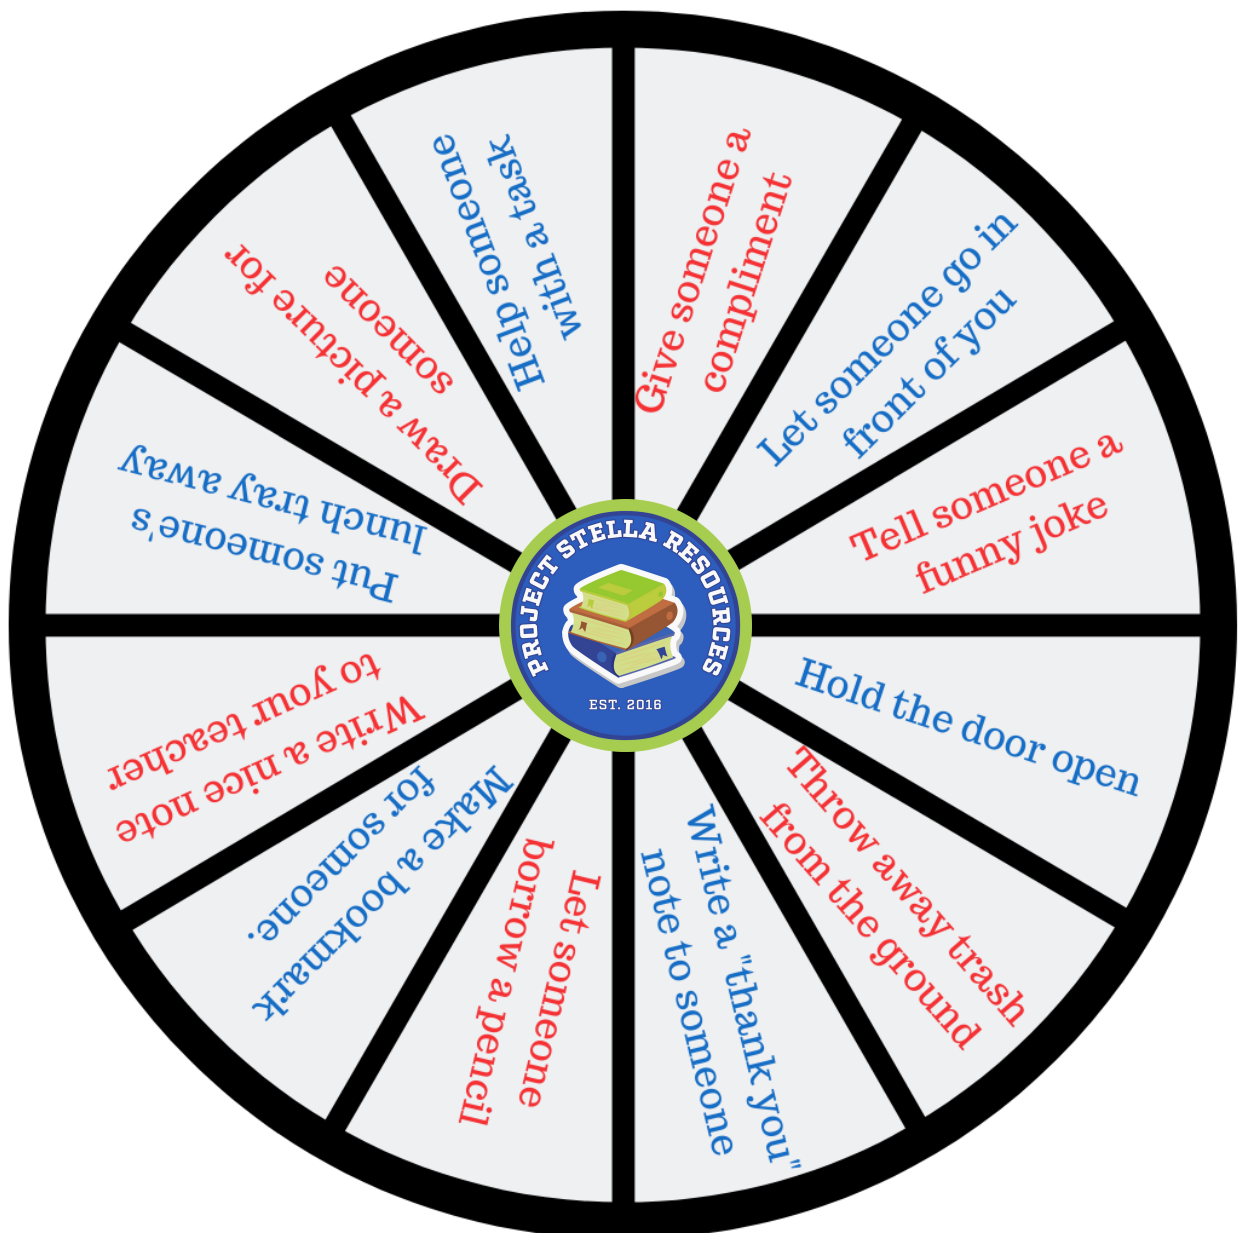 Give someone a
compliment
Let someone go in
front of you
Tell someone a
funny joke
Hold the door open
Throw away trash
from the ground
Write a "thank you"
note to someone
Let someone
borrow a pencil
Make a bookmark
for someone.
Write a nice note
to your teacher
Put someone's
lunch tray away
Draw a picture for
someone
Help someone
with a task
PROJECT STELLA RESOURCES
EST. 2016